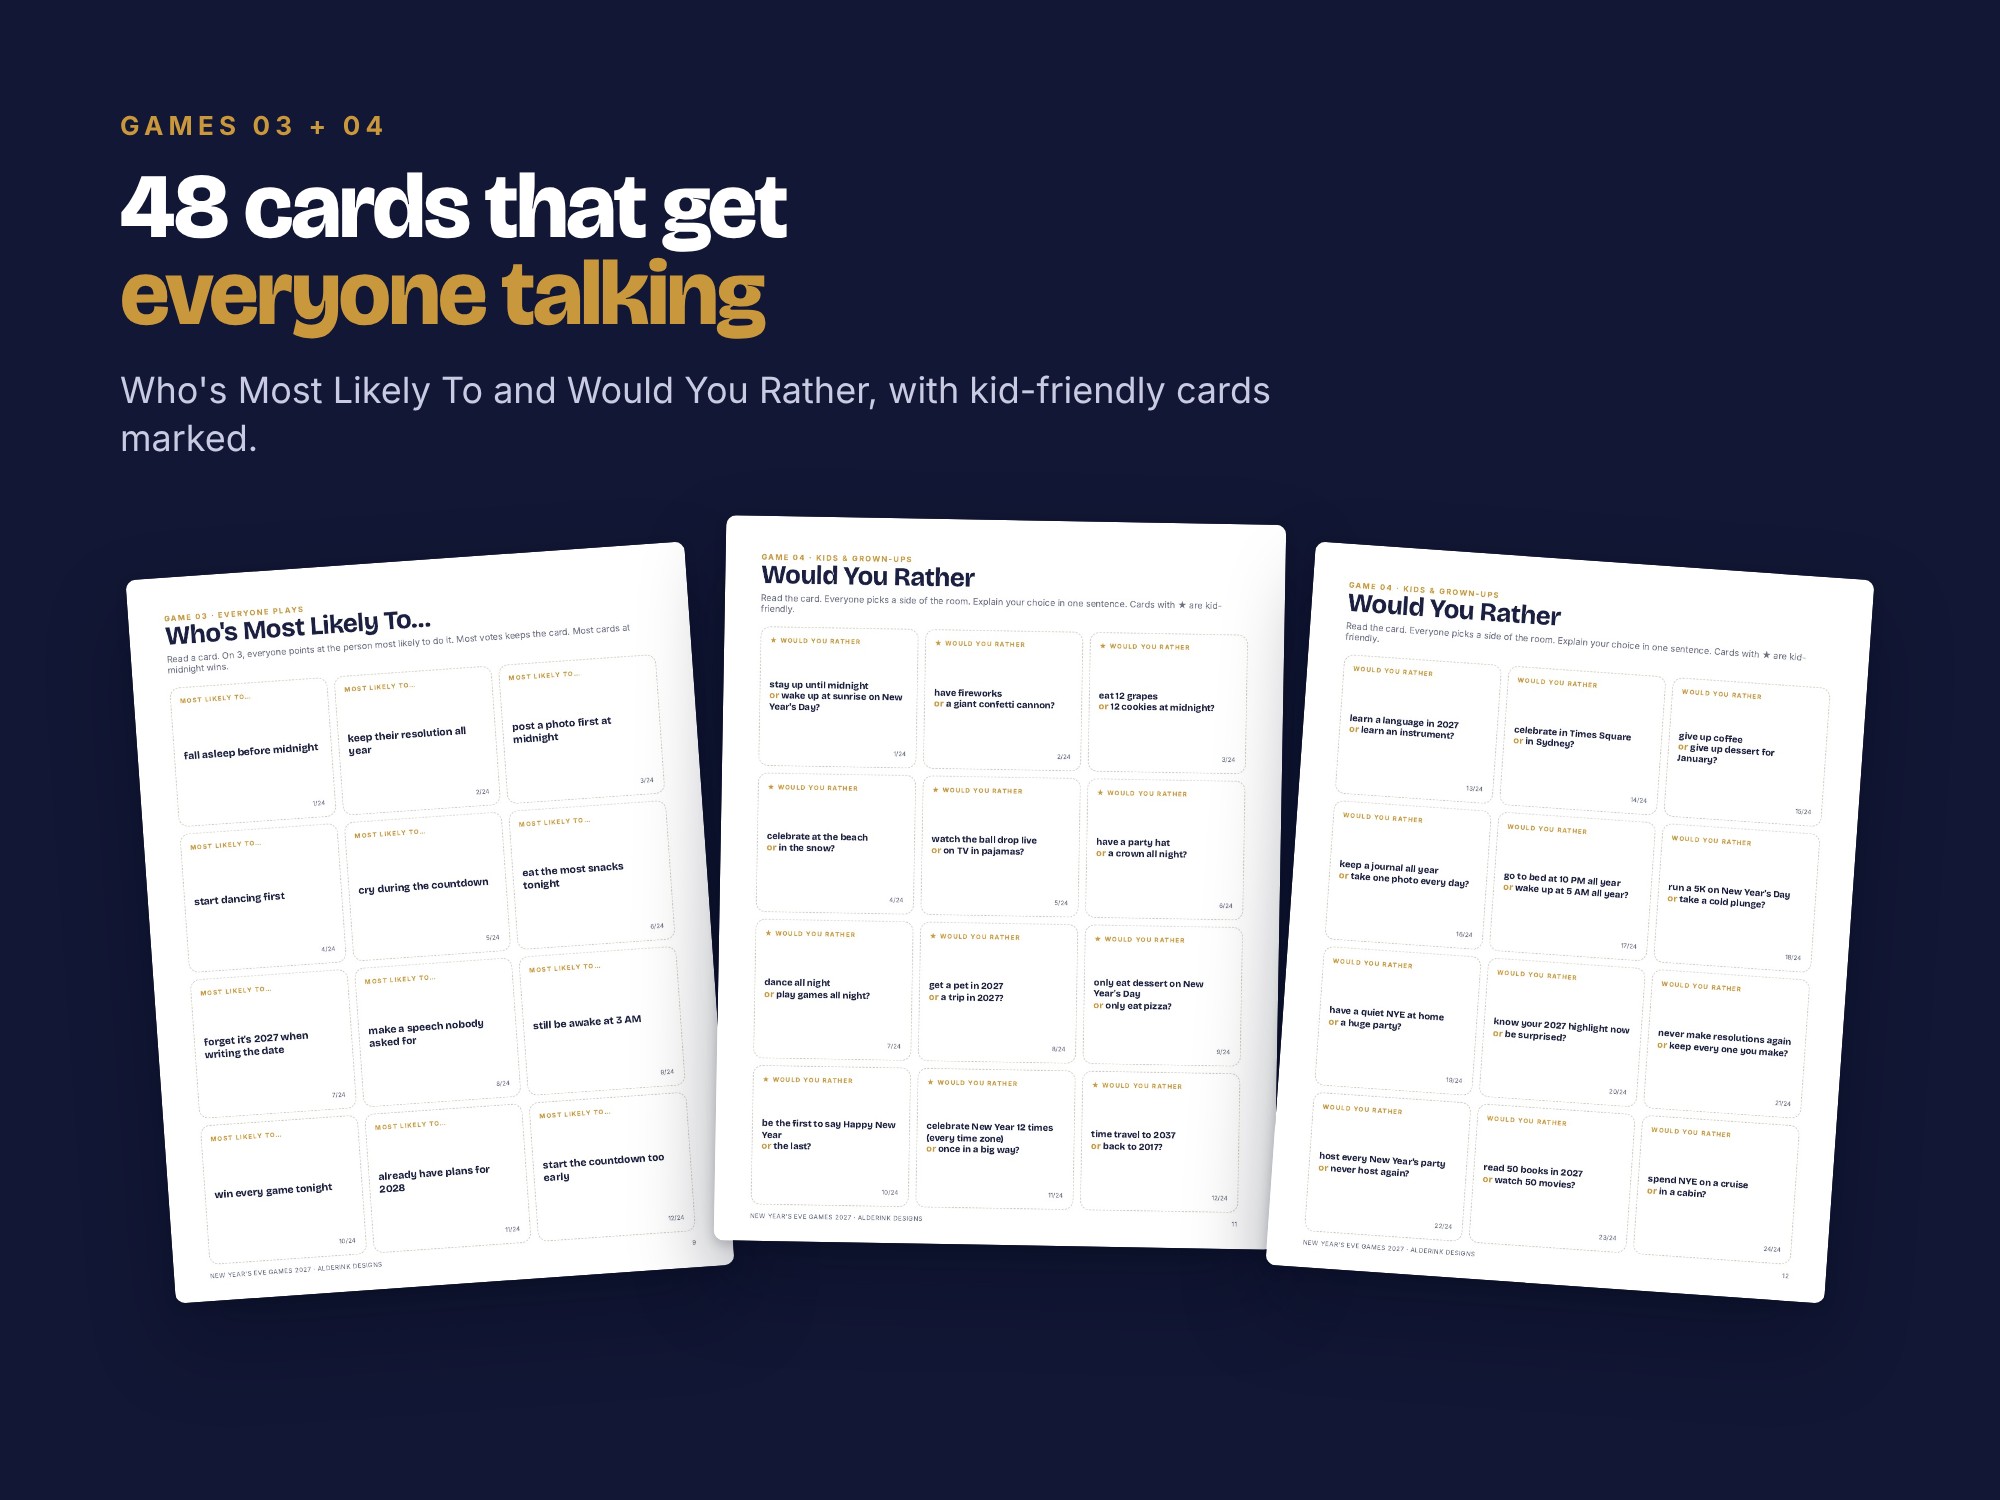 GAMES 03 + 04
48 cards that get
everyone talking
Who's Most Likely To and Would You Rather, with kid-friendly cards
marked.
GAME 03 · EVERYONE PLAYS
Who's Most Likely To...
Read a card. On 3, everyone points at the person most likely to do it. Most votes keeps the card. Most cards at
midnight wins.
MOST LIKELY TO...
fall asleep before midnight
1/24
MOST LIKELY TO...
keep their resolution all
year
2/24
MOST LIKELY TO...
post a photo first at
midnight
3/24
MOST LIKELY TO...
start dancing first
4/24
MOST LIKELY TO...
cry during the countdown
5/24
MOST LIKELY TO...
eat the most snacks
tonight
6/24
MOST LIKELY TO...
forget it's 2027 when
writing the date
7/24
MOST LIKELY TO...
make a speech nobody
asked for
8/24
MOST LIKELY TO...
still be awake at 3 AM
9/24
MOST LIKELY TO...
win every game tonight
10/24
MOST LIKELY TO...
already have plans for
2028
11/24
MOST LIKELY TO...
start the countdown too
early
12/24
NEW YEAR'S EVE GAMES 2027 · ALDERINK DESIGNS
9
GAME 04 · KIDS & GROWN-UPS
Would You Rather
Read the card. Everyone picks a side of the room. Explain your choice in one sentence. Cards with ★ are kid-
friendly.
★ WOULD YOU RATHER
stay up until midnight
or wake up at sunrise on New
Year's Day?
1/24
★ WOULD YOU RATHER
have fireworks
or a giant confetti cannon?
2/24
★ WOULD YOU RATHER
eat 12 grapes
or 12 cookies at midnight?
3/24
★ WOULD YOU RATHER
celebrate at the beach
or in the snow?
4/24
★ WOULD YOU RATHER
watch the ball drop live
or on TV in pajamas?
5/24
★ WOULD YOU RATHER
have a party hat
or a crown all night?
6/24
★ WOULD YOU RATHER
dance all night
or play games all night?
7/24
★ WOULD YOU RATHER
get a pet in 2027
or a trip in 2027?
8/24
★ WOULD YOU RATHER
only eat dessert on New
Year's Day
or only eat pizza?
9/24
★ WOULD YOU RATHER
be the first to say Happy New
Year
or the last?
10/24
★ WOULD YOU RATHER
celebrate New Year 12 times
(every time zone)
or once in a big way?
11/24
★ WOULD YOU RATHER
time travel to 2037
or back to 2017?
12/24
NEW YEAR'S EVE GAMES 2027 · ALDERINK DESIGNS
11
GAME 04 · KIDS & GROWN-UPS
Would You Rather
Read the card. Everyone picks a side of the room. Explain your choice in one sentence. Cards with ★ are kid-
friendly.
WOULD YOU RATHER
learn a language in 2027
or learn an instrument?
13/24
WOULD YOU RATHER
celebrate in Times Square
or in Sydney?
14/24
WOULD YOU RATHER
give up coffee
or give up dessert for
January?
15/24
WOULD YOU RATHER
keep a journal all year
or take one photo every day?
16/24
WOULD YOU RATHER
go to bed at 10 PM all year
or wake up at 5 AM all year?
17/24
WOULD YOU RATHER
run a 5K on New Year's Day
or take a cold plunge?
18/24
WOULD YOU RATHER
have a quiet NYE at home
or a huge party?
19/24
WOULD YOU RATHER
know your 2027 highlight now
or be surprised?
20/24
WOULD YOU RATHER
never make resolutions again
or keep every one you make?
21/24
WOULD YOU RATHER
host every New Year's party
or never host again?
22/24
WOULD YOU RATHER
read 50 books in 2027
or watch 50 movies?
23/24
WOULD YOU RATHER
spend NYE on a cruise
or in a cabin?
24/24
NEW YEAR'S EVE GAMES 2027 · ALDERINK DESIGNS
12